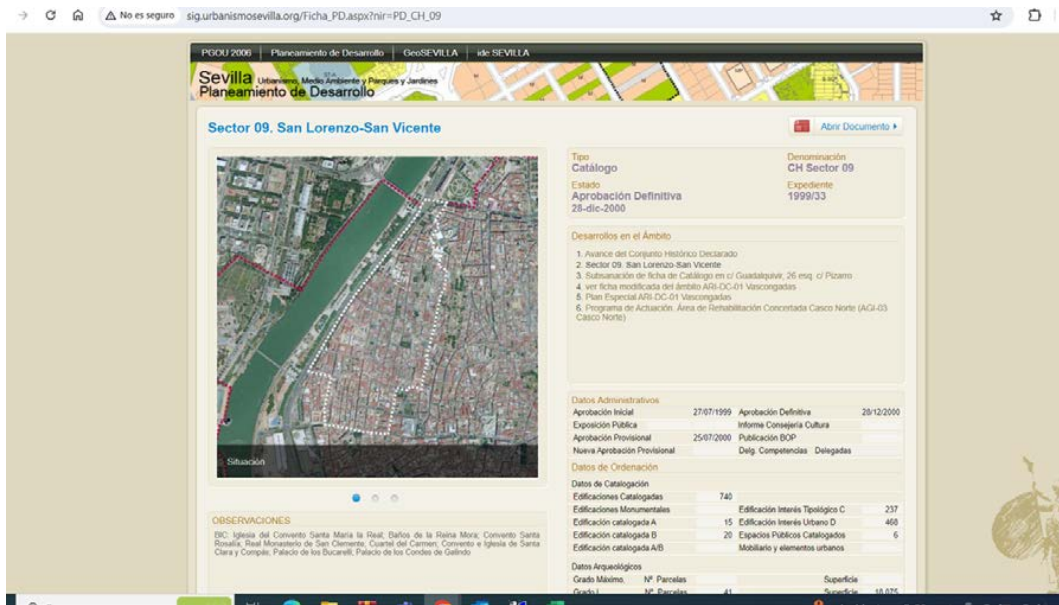 No es seguro sig.urbanismosevilla.org/Ficha_PD.aspx?nir=PD_CH_09
PGOU 2006 Planeamiento de Desarrollo GeoSEVILLA ide SEVILLA
Sevilla Urbanismo, Medio Ambiente y Parques y Jardines
Planeamiento de Desarrollo
Sector 09. San Lorenzo-San Vicente
Abrir Documento
Situación
OBSERVACIONES
BIC: Iglesia del Convento Santa María la Real; Baños de la Reina Mora; Convento Santa
Rosalía; Real Monasterio de San Clemente; Cuartel del Carmen; Convento e Iglesia de Santa
Clara y Compás; Palacio de los Bucarelli; Palacio de los Condes de Galindo
Tipo Denominación
Catálogo CH Sector 09
Estado Expediente
Aprobación Definitiva 1999/33
28-dic-2000
Desarrollos en el Ámbito
1. Avance del Conjunto Histórico Declarado
2. Sector 09. San Lorenzo-San Vicente
3. Subsanación de ficha de Catálogo en c/ Guadalquivir, 26 esq. c/ Pizarro
4. ver ficha modificada del ámbito ARI-DC-01 Vascongadas
5. Plan Especial ARI-DC-01 Vascongadas
6. Programa de Actuación. Área de Rehabilitación Concertada Casco Norte (AGI-03
Casco Norte)
Datos Administrativos
Aprobación Inicial 27/07/1999 Aprobación Definitiva 28/12/2000
Exposición Pública Informe Consejería Cultura
Aprobación Provisional 25/07/2000 Publicación BOP
Nueva Aprobación Provisional Delg. Competencias Delegadas
Datos de Ordenación
Datos de Catalogación
Edificaciones Catalogadas 740
Edificaciones Monumentales Edificación Interés Tipológico C 237
Edificación catalogada A 15 Edificación Interés Urbano D 468
Edificación catalogada B 20 Espacios Públicos Catalogados 6
Edificación catalogada A/B Mobiliario y elementos urbanos
Datos Arqueológicos
Grado Máximo. Nº. Parcelas Superficie
Grado I. Nº. Parcelas 41 Superficie 18.075